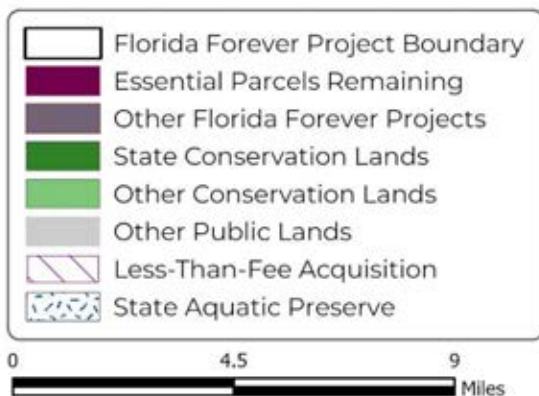 Florida Forever Project Boundary
Essential Parcels Remaining
Other Florida Forever Projects
State Conservation Lands
Other Conservation Lands
Other Public Lands
Less-Than-Fee Acquisition
State Aquatic Preserve
0 4.5 9
Miles